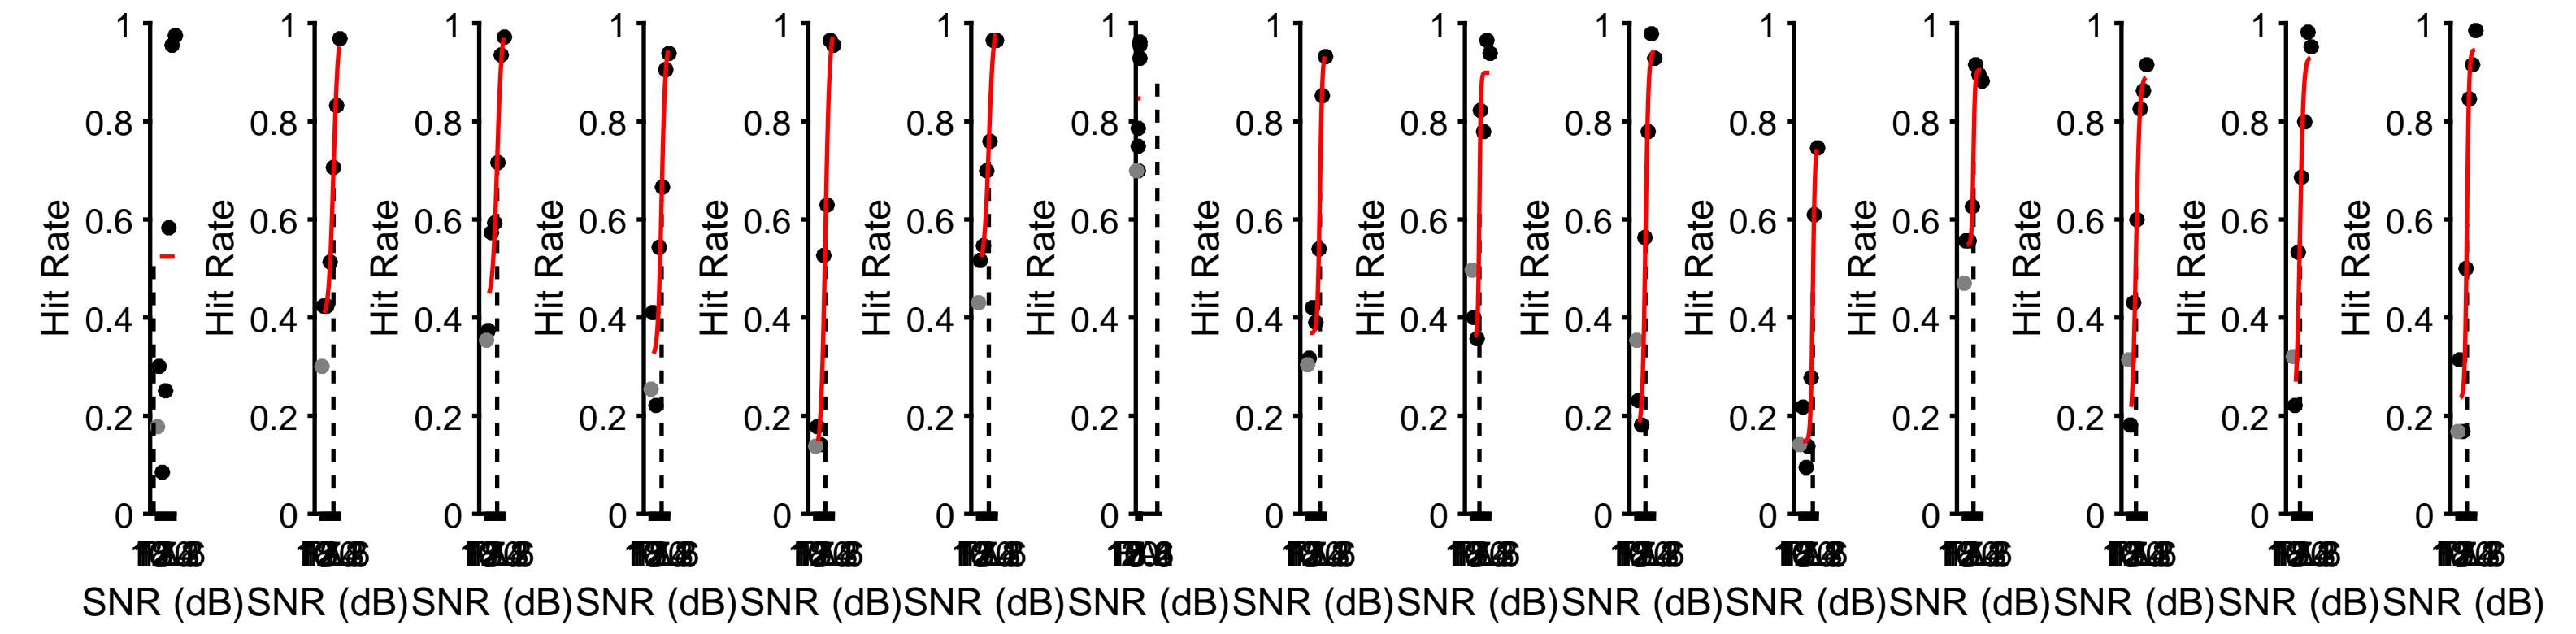 1 1 1 1 1 1 1 1 1 1 1 1 1 1 1
0.8 0.8 0.8 0.8 0.8 0.8 0.8 0.8 0.8 0.8 0.8 0.8 0.8 0.8 0.8
0.6 0.6 0.6 0.6 0.6 0.6 0.6 0.6 0.6 0.6 0.6 0.6 0.6 0.6 0.6
Hit Rate Hit Rate Hit Rate Hit Rate Hit Rate Hit Rate Hit Rate Hit Rate Hit Rate Hit Rate Hit Rate Hit Rate Hit Rate Hit Rate Hit Rate
0.4 0.4 0.4 0.4 0.4 0.4 0.4 0.4 0.4 0.4 0.4 0.4 0.4 0.4 0.4
0.2 0.2 0.2 0.2 0.2 0.2 0.2 0.2 0.2 0.2 0.2 0.2 0.2 0.2 0.2
0 0 0 0 0 0 0 0 0 0 0 0 0 0 0
SNR (dB) SNR (dB) SNR (dB) SNR (dB) SNR (dB) SNR (dB) SNR (dB) SNR (dB) SNR (dB) SNR (dB) SNR (dB) SNR (dB) SNR (dB) SNR (dB) SNR (dB)